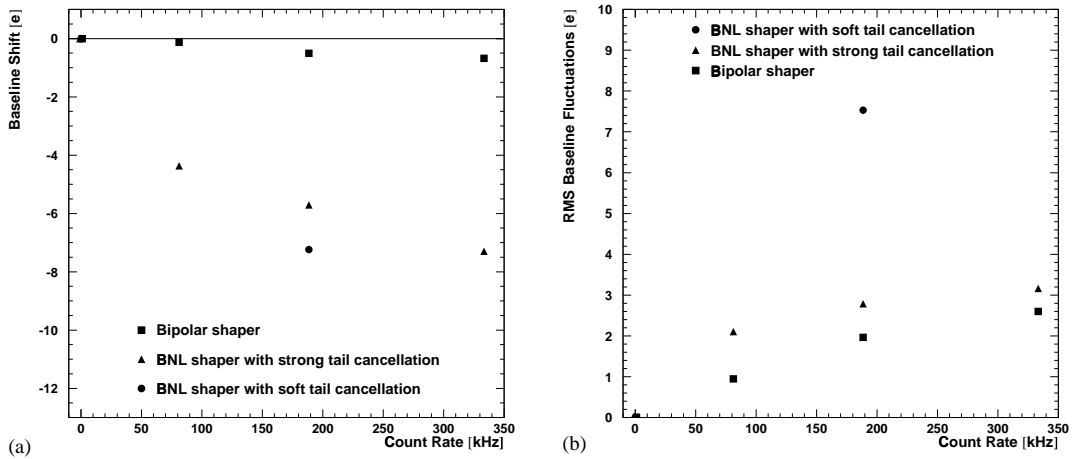 Baseline Shift [e]
0
-2
-4
-6
-8
-10
-12
Bipolar shaper
BNL shaper with strong tail cancellation
BNL shaper with soft tail cancellation
0 50 100 150 200 250 300 350
Count Rate [kHz]
(a)
RMS Baseline Fluctuations [e]
10
9
8
7
6
5
4
3
2
1
0
BNL shaper with soft tail cancellation
BNL shaper with strong tail cancellation
Bipolar shaper
0 50 100 150 200 250 300 350
Count Rate [kHz]
(b)